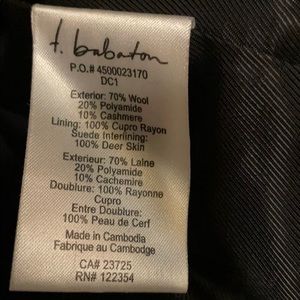 t. babaton
P.O.# 4500023170
DC1
Exterior: 70% Wool
20% Polyamide
10% Cashmere
Lining: 100% Cupro Rayon
Suede Interlining:
100% Deer Skin
Exterieur: 70% Laine
20% Polyamide
10% Cachemire
Doublure: 100% Rayonne
Cupro
Entre Doublure:
100% Peau de Cerf
Made in Cambodia
Fabrique au Cambodge
CA# 23725
RN# 122354